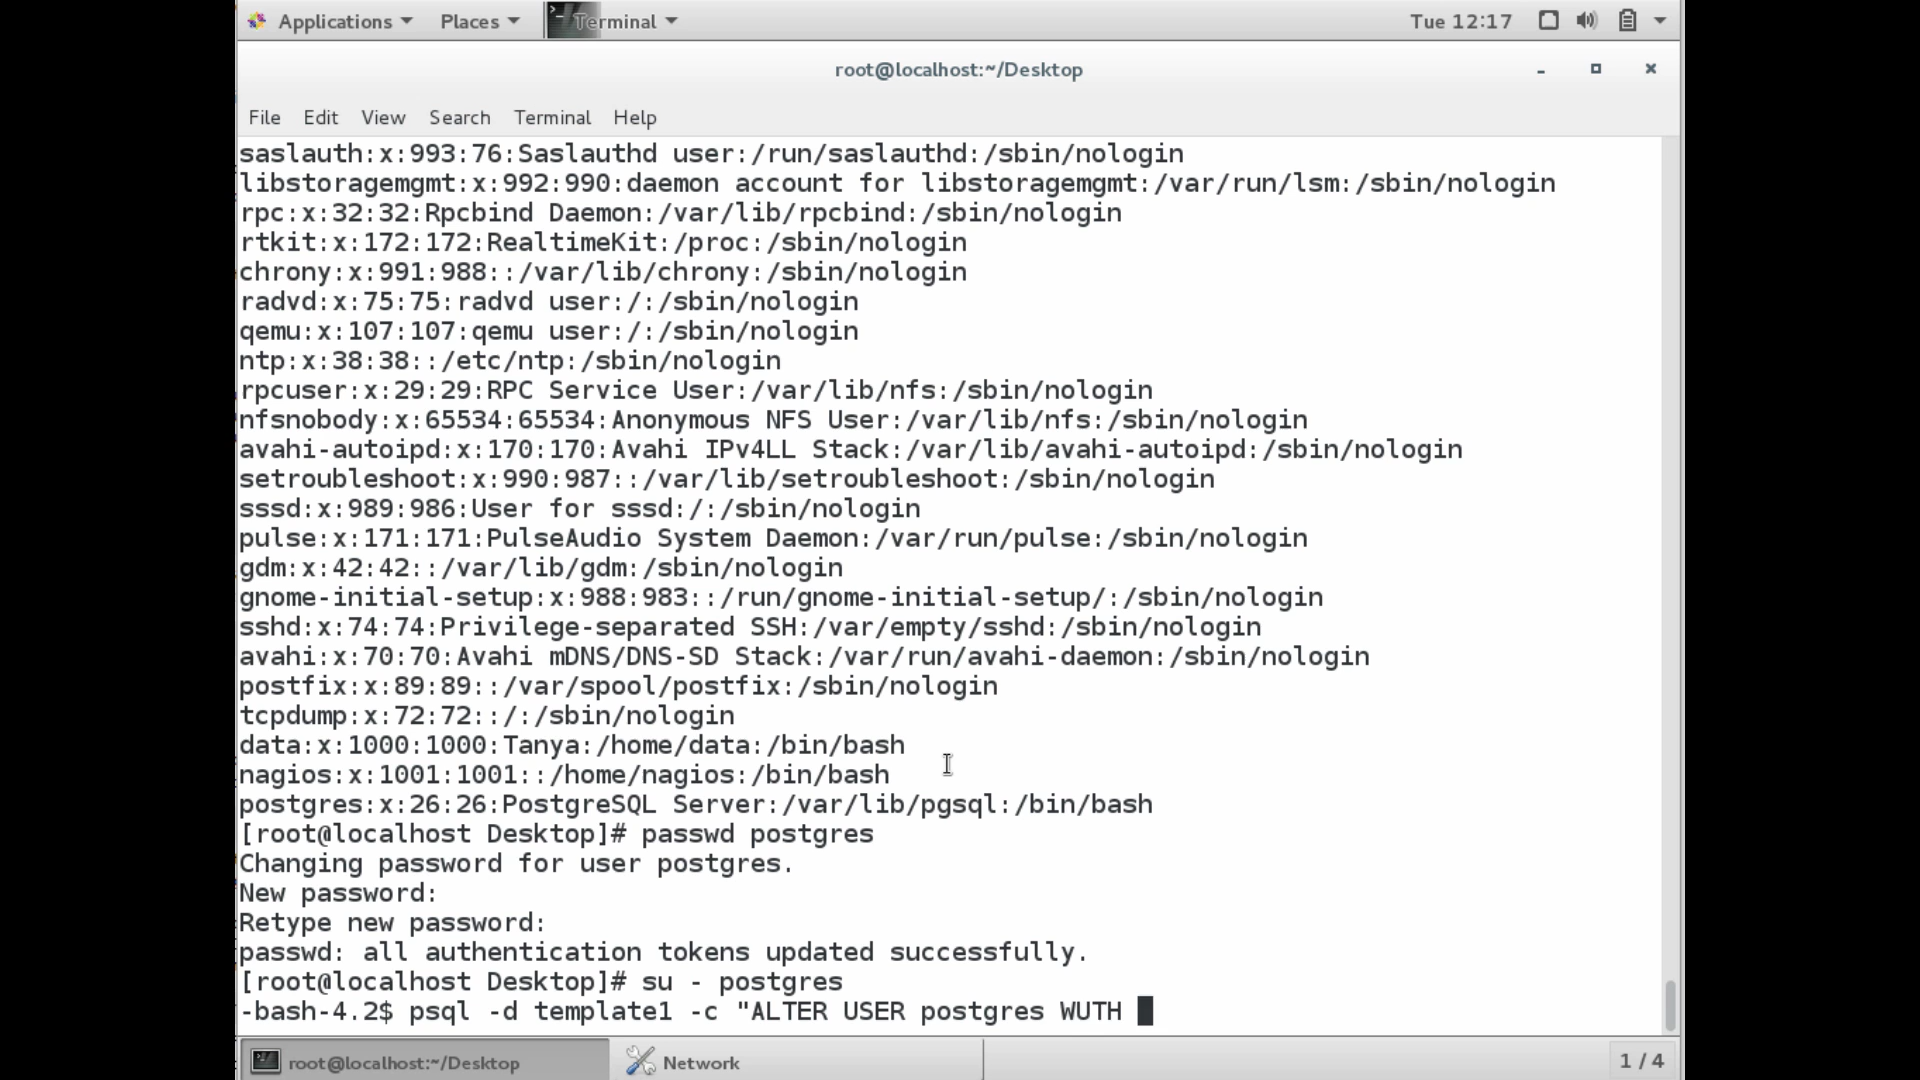 Applications Places Terminal Tue 12:17
root@localhost:~/Desktop
File Edit View Search Terminal Help
saslauth:x:993:76:Saslauthd user:/run/saslauthd:/sbin/nologin
libstoragemgmt:x:992:990:daemon account for libstoragemgmt:/var/run/lsm:/sbin/nologin
rpc:x:32:32:Rpcbind Daemon:/var/lib/rpcbind:/sbin/nologin
rtkit:x:172:172:RealtimeKit:/proc:/sbin/nologin
chrony:x:991:988::/var/lib/chrony:/sbin/nologin
radvd:x:75:75:radvd user:/:/sbin/nologin
qemu:x:107:107:qemu user:/:/sbin/nologin
ntp:x:38:38::/etc/ntp:/sbin/nologin
rpcuser:x:29:29:RPC Service User:/var/lib/nfs:/sbin/nologin
nfsnobody:x:65534:65534:Anonymous NFS User:/var/lib/nfs:/sbin/nologin
avahi-autoipd:x:170:170:Avahi IPv4LL Stack:/var/lib/avahi-autoipd:/sbin/nologin
setroubleshoot:x:990:987::/var/lib/setroubleshoot:/sbin/nologin
sssd:x:989:986:User for sssd:/:/sbin/nologin
pulse:x:171:171:PulseAudio System Daemon:/var/run/pulse:/sbin/nologin
gdm:x:42:42::/var/lib/gdm:/sbin/nologin
gnome-initial-setup:x:988:983::/run/gnome-initial-setup/:/sbin/nologin
sshd:x:74:74:Privilege-separated SSH:/var/empty/sshd:/sbin/nologin
avahi:x:70:70:Avahi mDNS/DNS-SD Stack:/var/run/avahi-daemon:/sbin/nologin
postfix:x:89:89::/var/spool/postfix:/sbin/nologin
tcpdump:x:72:72::/:/sbin/nologin
data:x:1000:1000:Tanya:/home/data:/bin/bash
nagios:x:1001:1001::/home/nagios:/bin/bash
postgres:x:26:26:PostgreSQL Server:/var/lib/pgsql:/bin/bash
[root@localhost Desktop]# passwd postgres
Changing password for user postgres.
New password:
Retype new password:
passwd: all authentication tokens updated successfully.
[root@localhost Desktop]# su - postgres
-bash-4.2$ psql -d template1 -c "ALTER USER postgres WUTH
root@localhost:~/Desktop Network 1 / 4